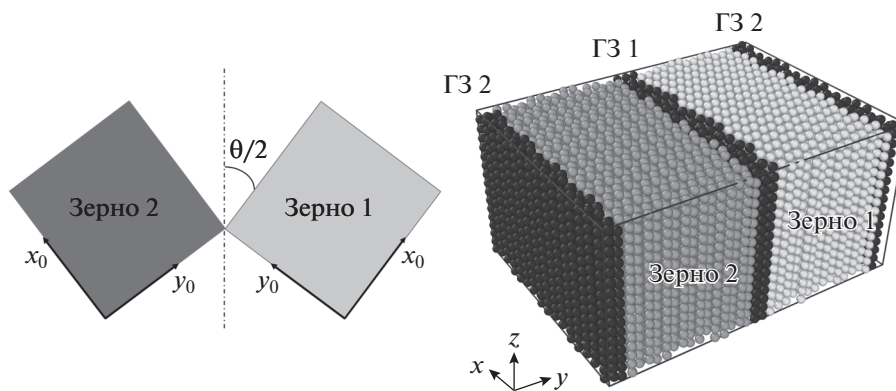 θ/2
Зерно 2
Зерно 1
x₀
y₀
y₀
x₀
ГЗ 2
ГЗ 1
ГЗ 2
Зерно 1
Зерно 2
z
x
y